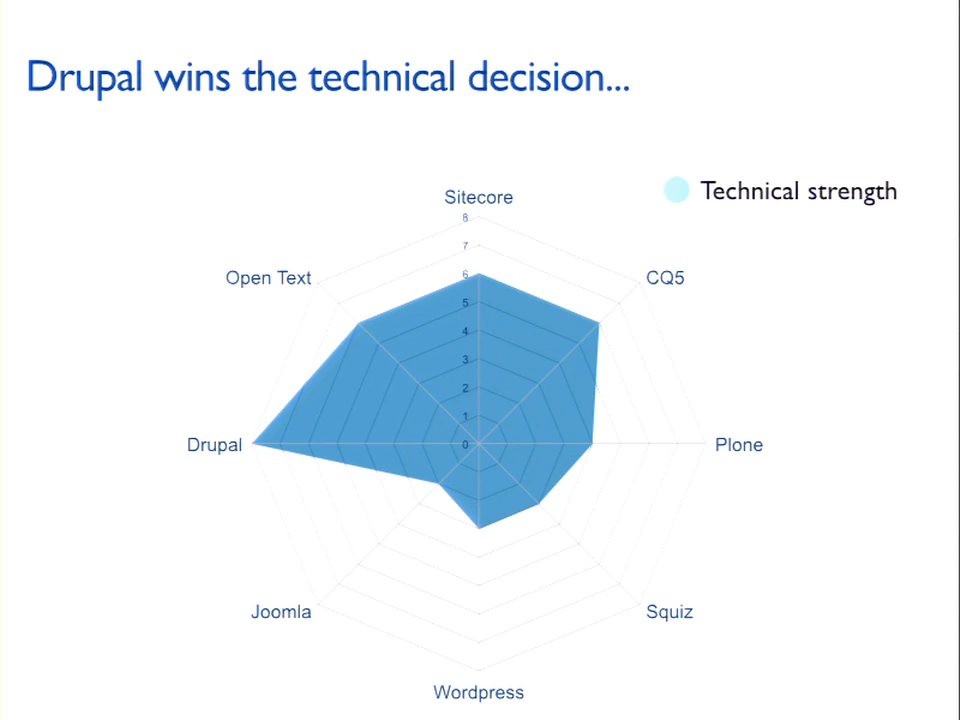 Drupal wins the technical decision...
Technical strength
Sitecore
8
7
6
5
4
3
2
1
0
Open Text
CQ5
Drupal
Plone
Joomla
Squiz
Wordpress